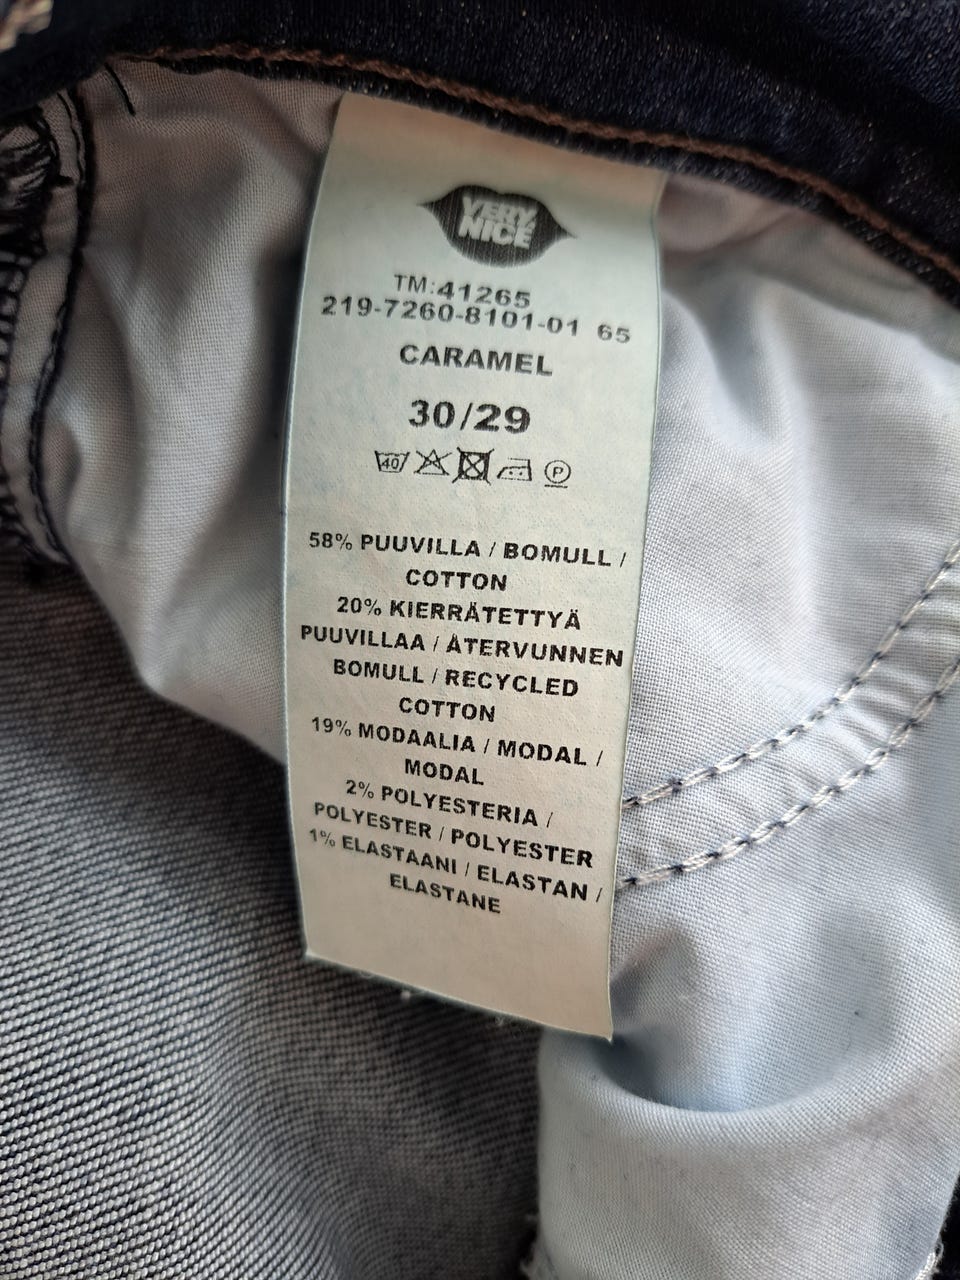 VERY
NICE
TM:41265
219-7260-8101-01 65
CARAMEL
30/29
40 P
58% PUUVILLA / BOMULL /
COTTON
20% KIERRÄTETTYÄ
PUUVILLAA / ÅTERVUNNEN
BOMULL / RECYCLED
COTTON
19% MODAALIA / MODAL /
MODAL
2% POLYESTERIA /
POLYESTER / POLYESTER
1% ELASTAANI / ELASTAN /
ELASTANE